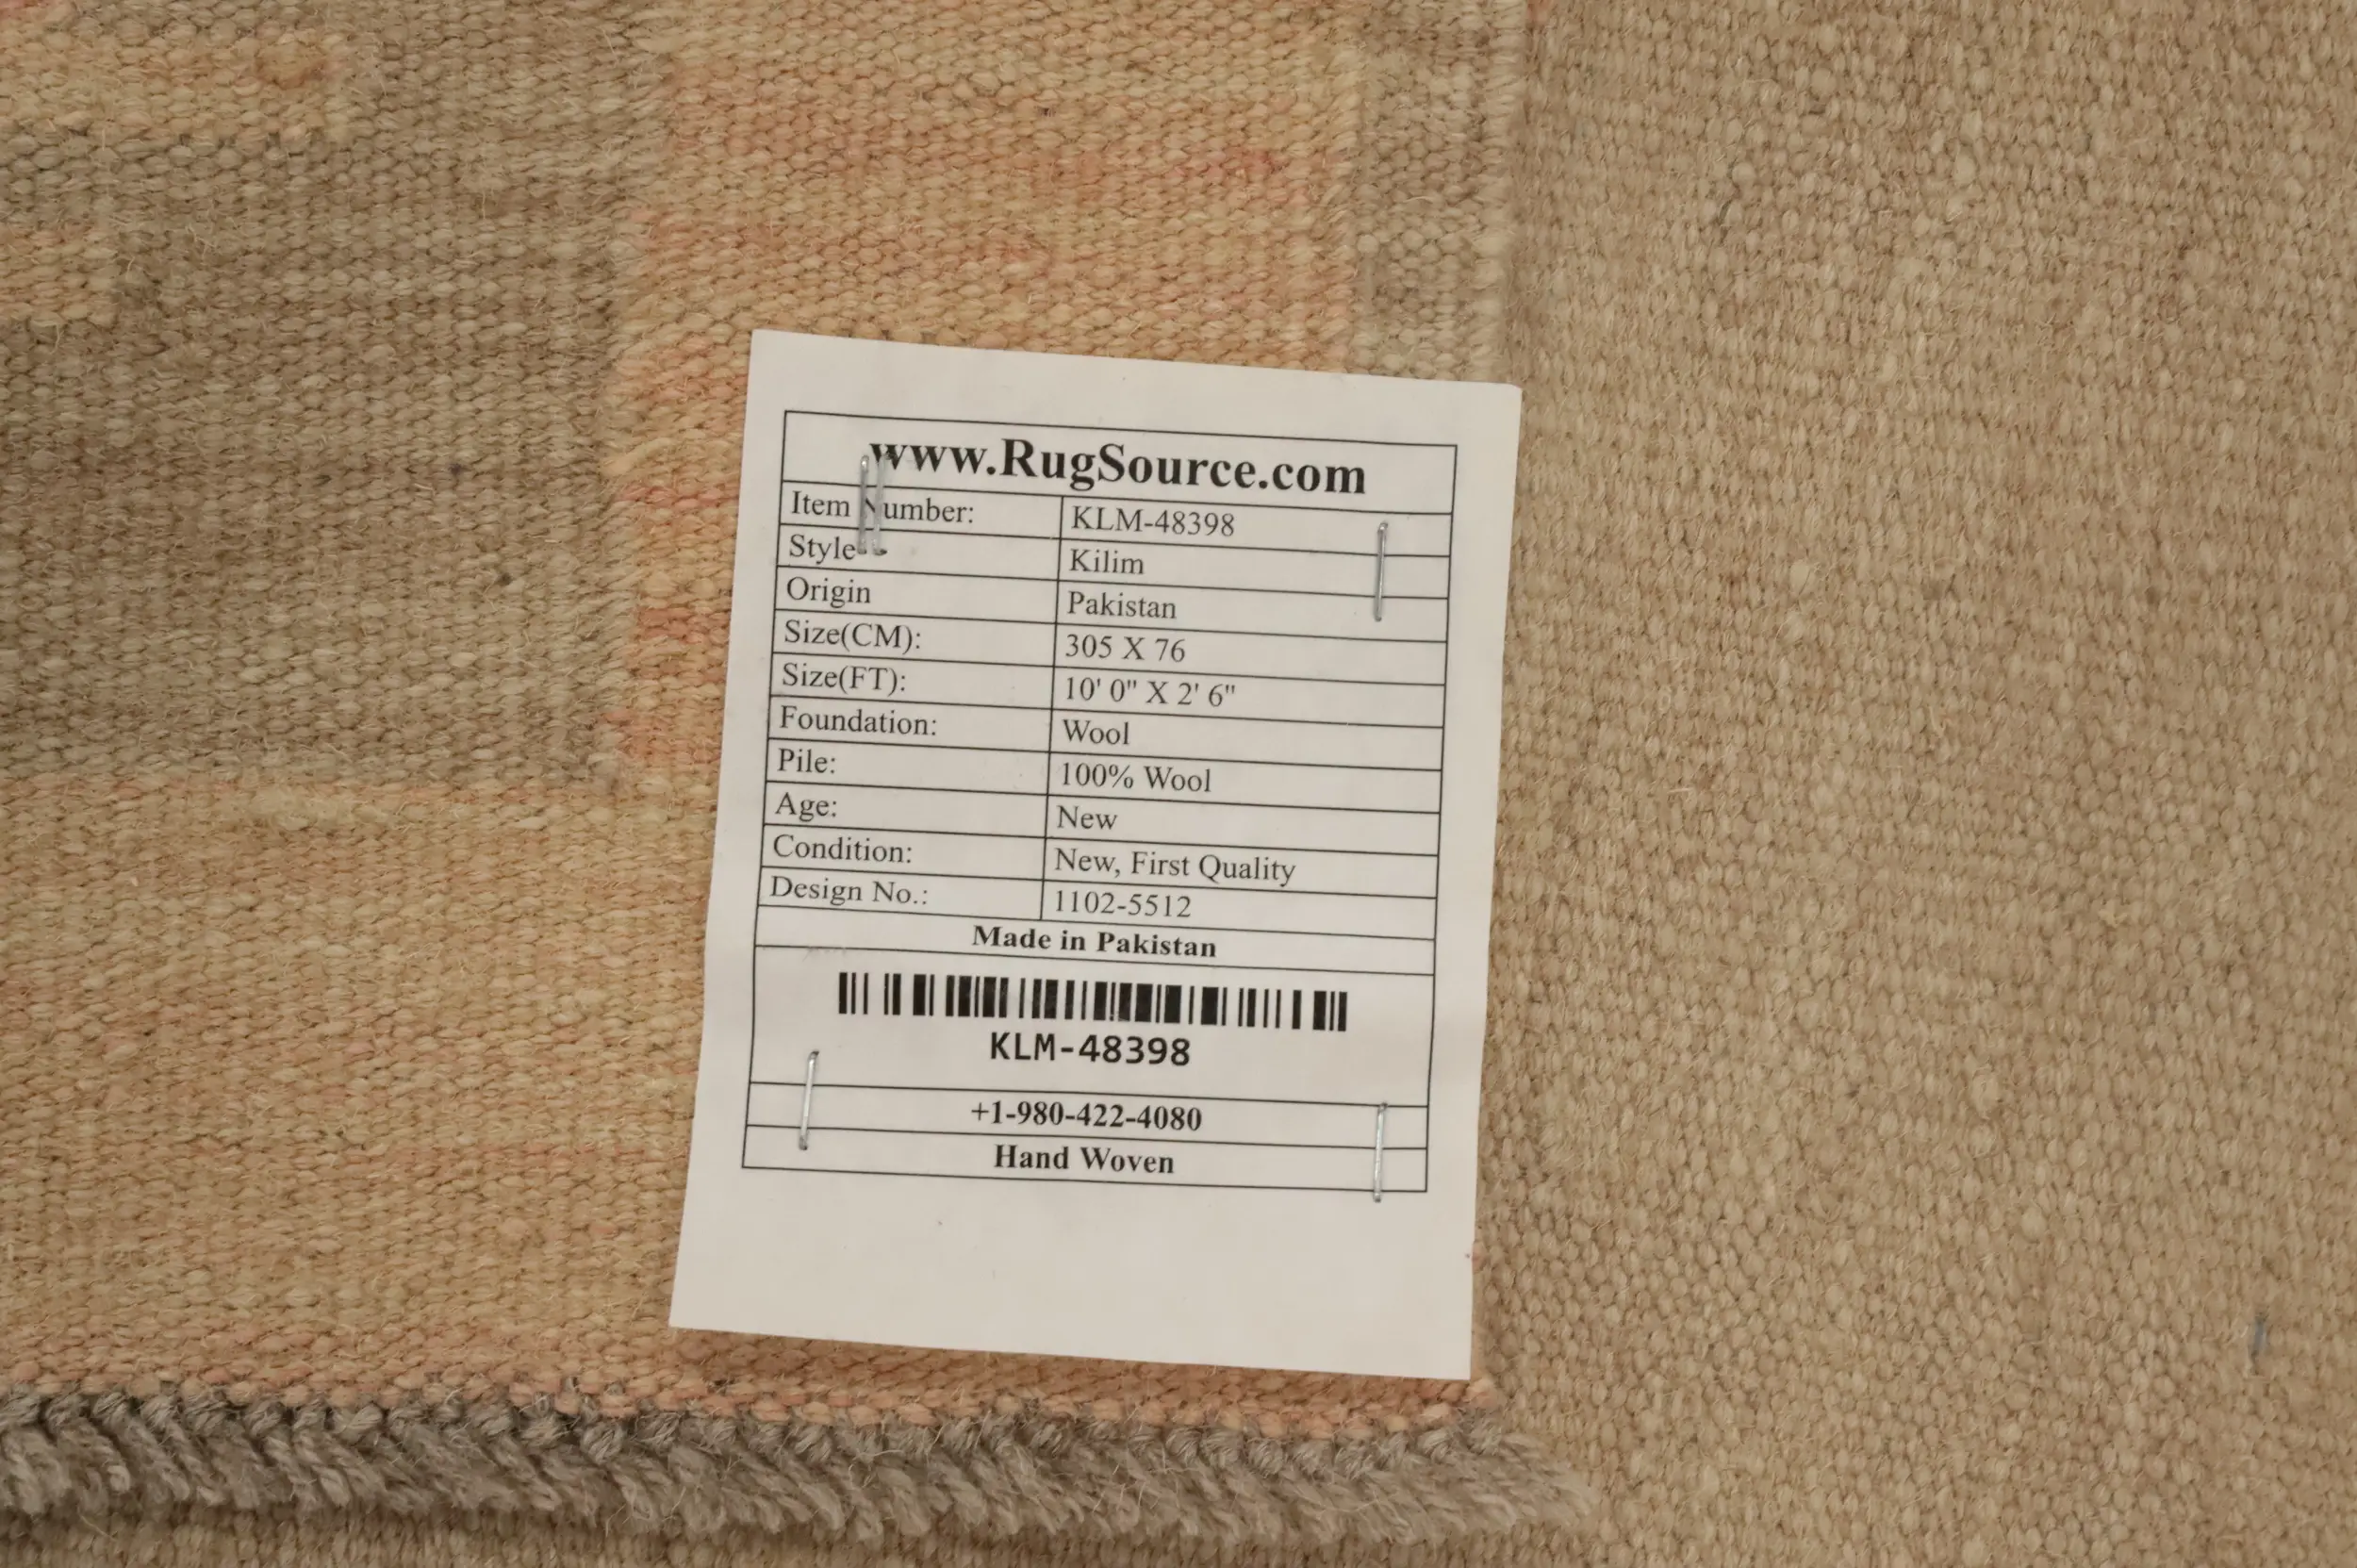 www.RugSource.com
Item Number: KLM-48398
Style Kilim
Origin Pakistan
Size(CM): 305 X 76
Size(FT): 10' 0" X 2' 6"
Foundation: Wool
Pile: 100% Wool
Age: New
Condition: New, First Quality
Design No.: 1102-5512
Made in Pakistan
KLM-48398
+1-980-422-4080
Hand Woven